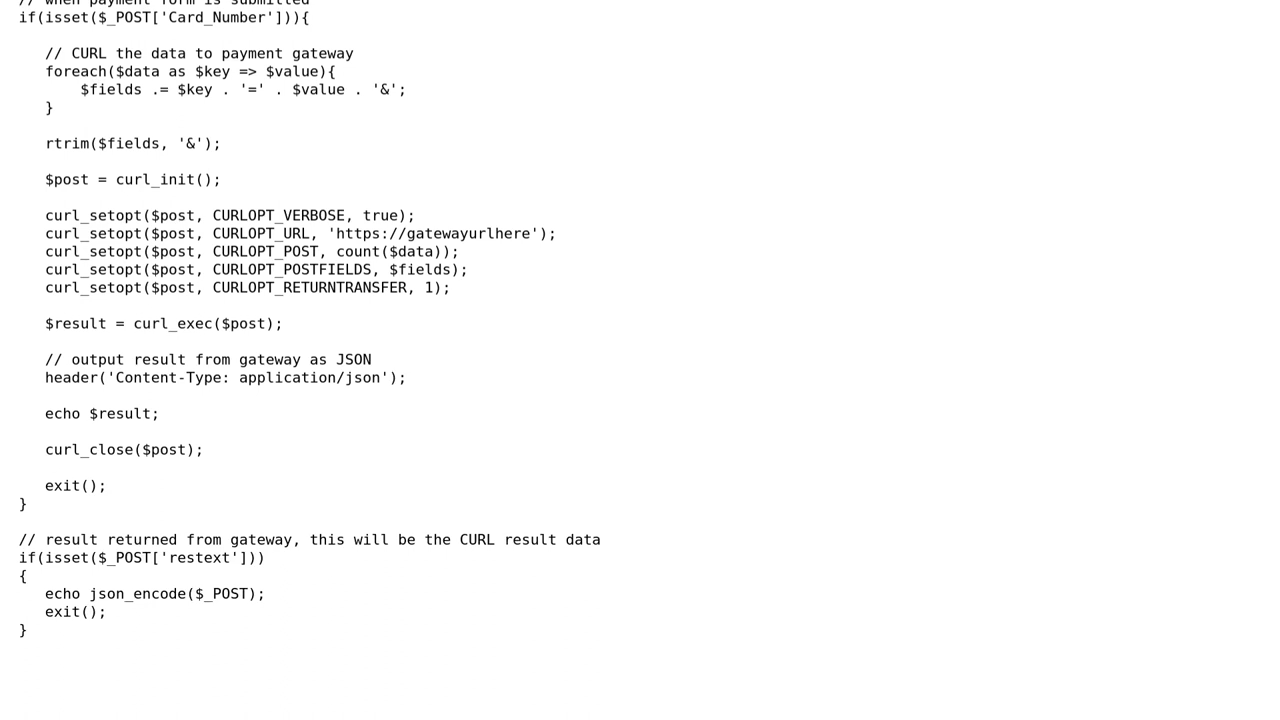 // when payment form is submitted
if(isset($_POST['Card_Number'])){
   // CURL the data to payment gateway
   foreach($data as $key => $value){
       $fields .= $key . '=' . $value . '&';
   }
   rtrim($fields, '&');
   $post = curl_init();
   curl_setopt($post, CURLOPT_VERBOSE, true);
   curl_setopt($post, CURLOPT_URL, 'https://gatewayurlhere');
   curl_setopt($post, CURLOPT_POST, count($data));
   curl_setopt($post, CURLOPT_POSTFIELDS, $fields);
   curl_setopt($post, CURLOPT_RETURNTRANSFER, 1);
   $result = curl_exec($post);
   // output result from gateway as JSON
   header('Content-Type: application/json');
   echo $result;
   curl_close($post);
   exit();
}
// result returned from gateway, this will be the CURL result data
if(isset($_POST['restext']))
{
   echo json_encode($_POST);
   exit();
}